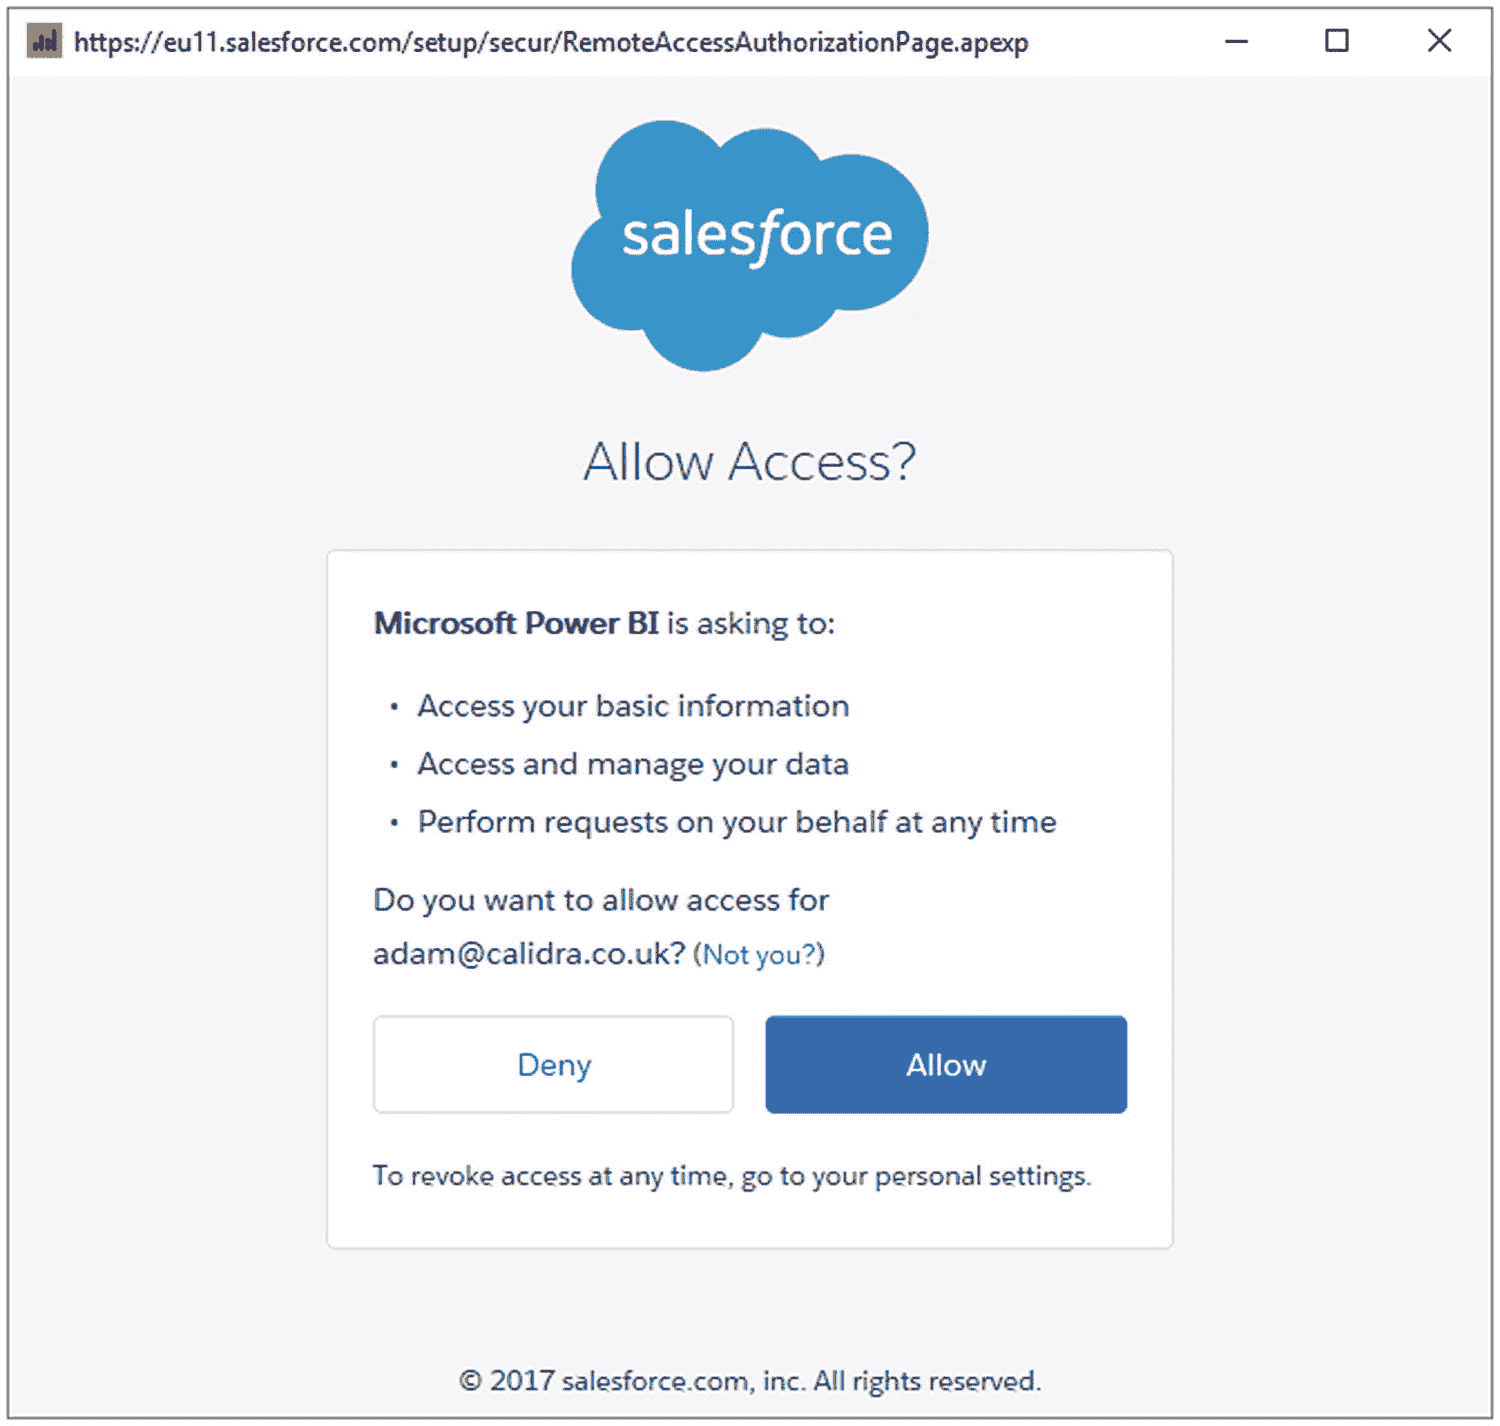 https://eu11.salesforce.com/setup/secur/RemoteAccessAuthorizationPage.apexp
salesforce
Allow Access?
Microsoft Power BI is asking to:
• Access your basic information
• Access and manage your data
• Perform requests on your behalf at any time
Do you want to allow access for
adam@calidra.co.uk? (Not you?)
Deny
Allow
To revoke access at any time, go to your personal settings.
© 2017 salesforce.com, inc. All rights reserved.